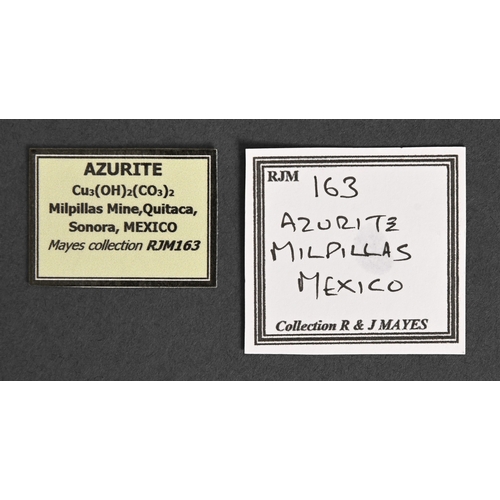 AZURITE
Cu₃(OH)₂(CO₃)₂
Milpillas Mine,Quitaca,
Sonora, MEXICO
Mayes collection RJM163
RJM 163
AZURITE
MILPILLAS
MEXICO
Collection R & J MAYES